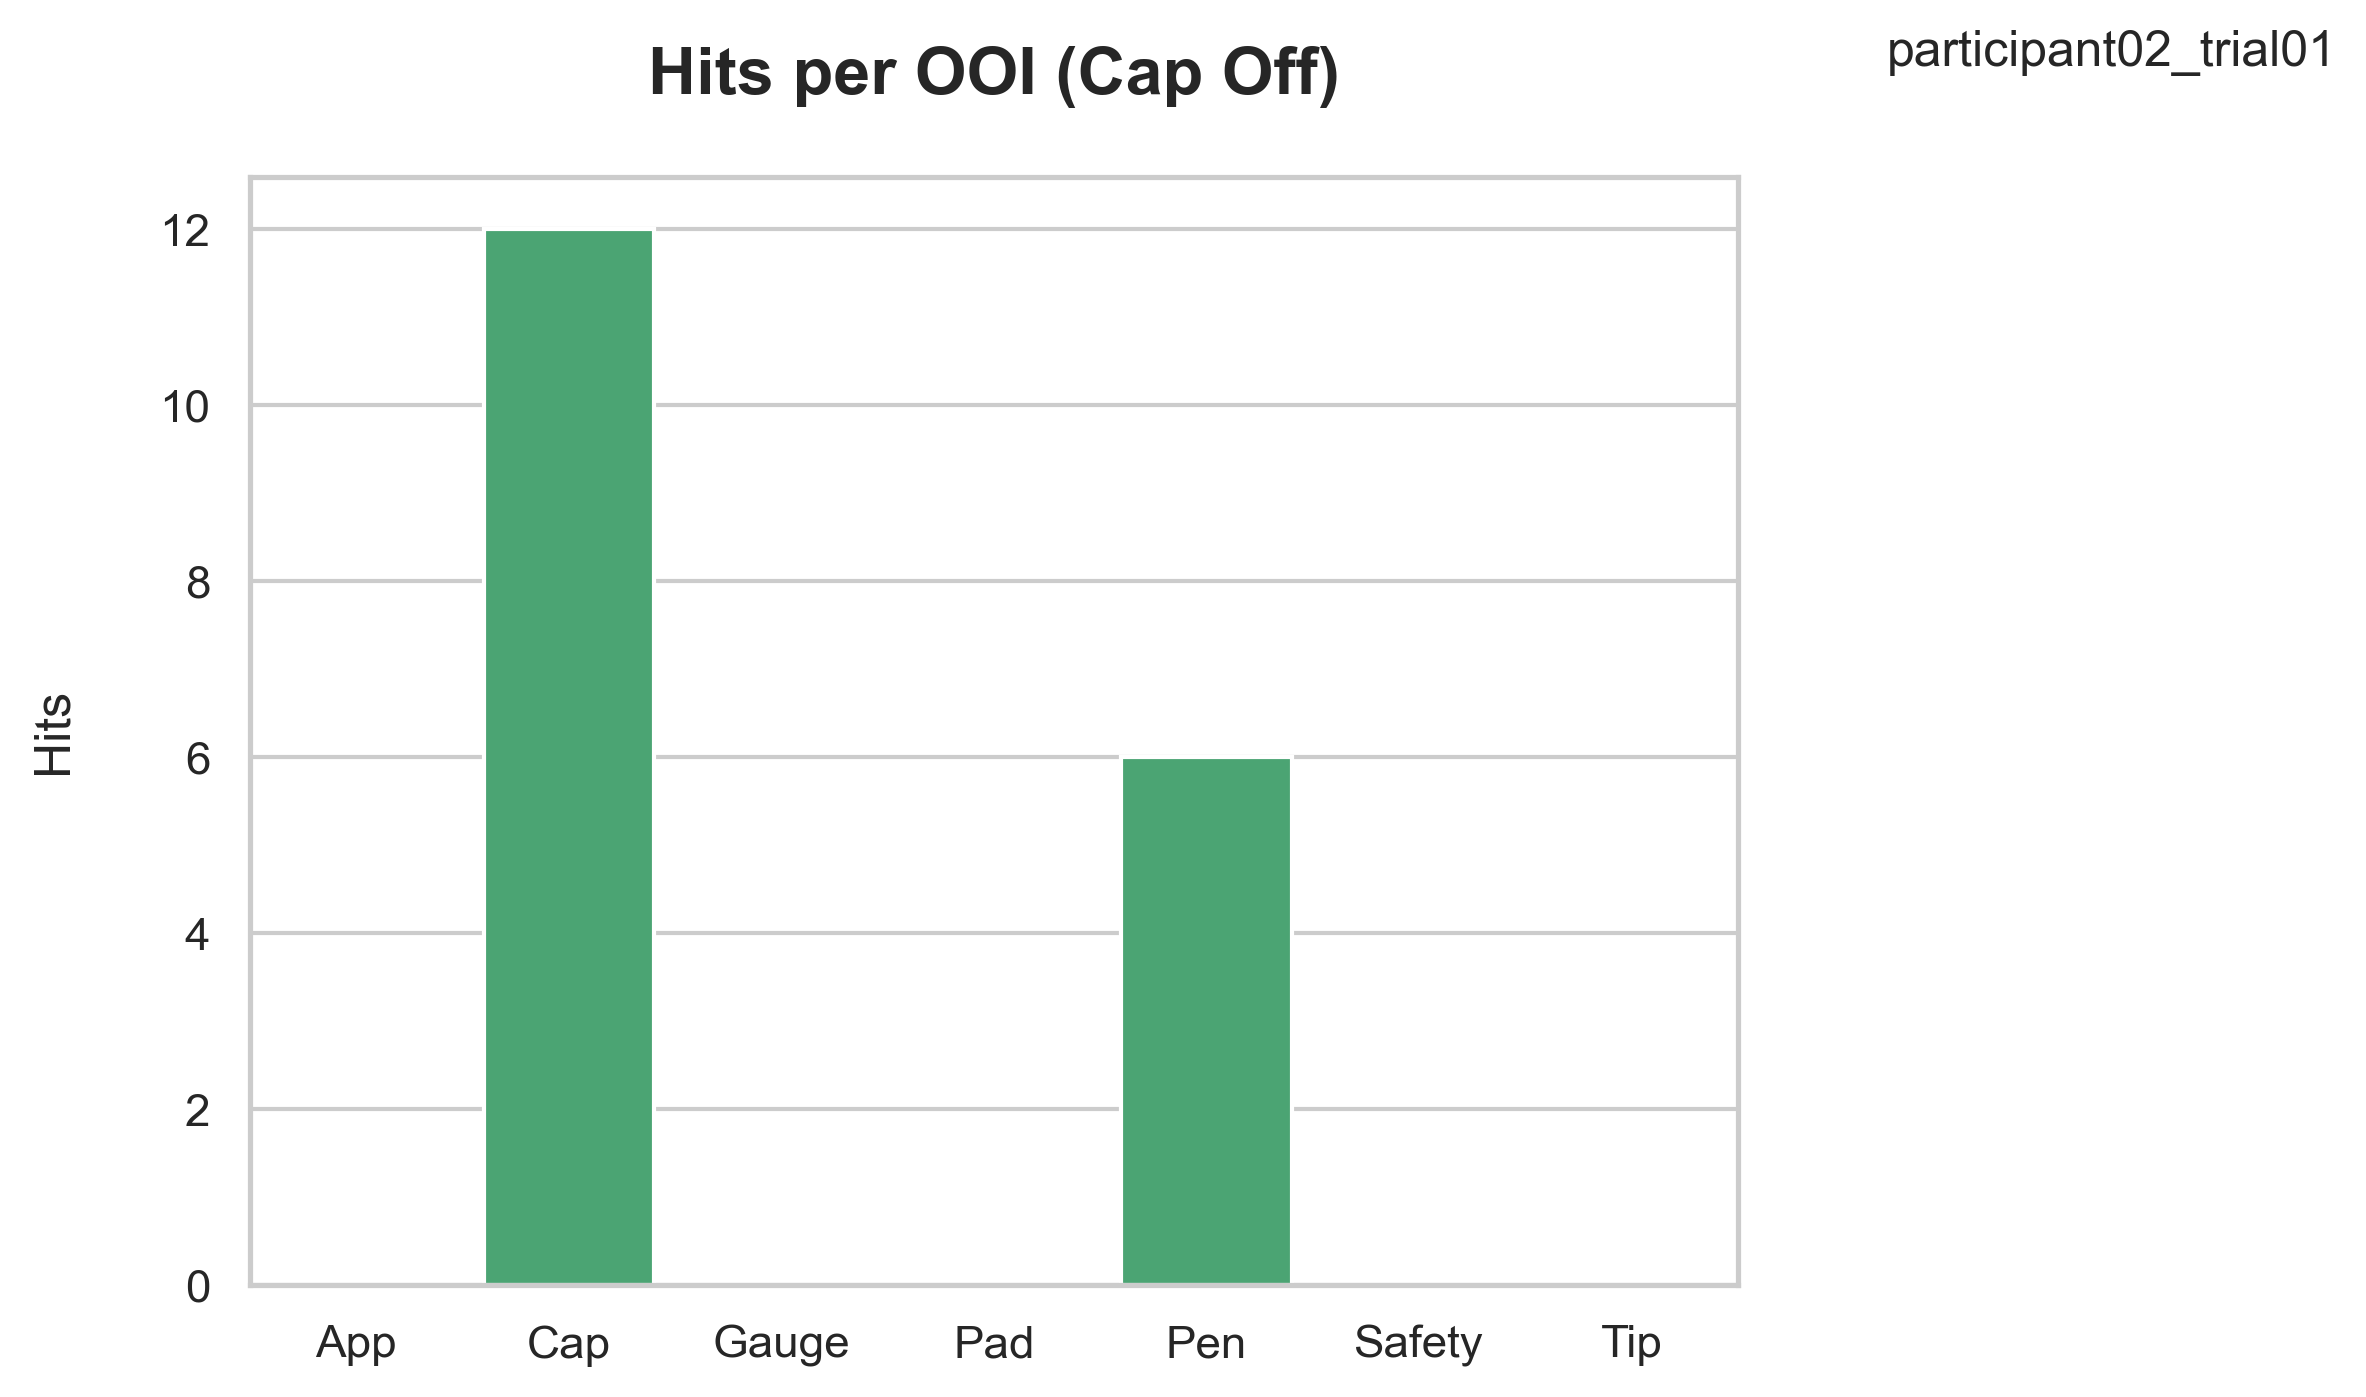 participant02_trial01
Hits per OOI (Cap Off)
Hits
12
10
8
6
4
2
0
App Cap Gauge Pad Pen Safety Tip